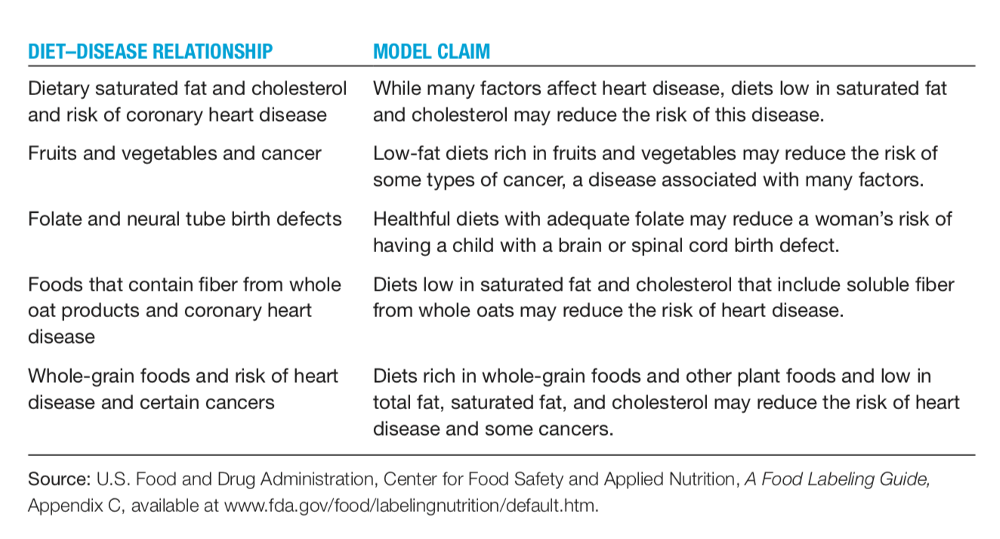 DIET–DISEASE RELATIONSHIP MODEL CLAIM
Dietary saturated fat and cholesterol
and risk of coronary heart disease
While many factors affect heart disease, diets low in saturated fat
and cholesterol may reduce the risk of this disease.
Fruits and vegetables and cancer
Low-fat diets rich in fruits and vegetables may reduce the risk of
some types of cancer, a disease associated with many factors.
Folate and neural tube birth defects
Healthful diets with adequate folate may reduce a woman’s risk of
having a child with a brain or spinal cord birth defect.
Foods that contain fiber from whole
oat products and coronary heart
disease
Diets low in saturated fat and cholesterol that include soluble fiber
from whole oats may reduce the risk of heart disease.
Whole-grain foods and risk of heart
disease and certain cancers
Diets rich in whole-grain foods and other plant foods and low in
total fat, saturated fat, and cholesterol may reduce the risk of heart
disease and some cancers.
Source: U.S. Food and Drug Administration, Center for Food Safety and Applied Nutrition, A Food Labeling Guide,
Appendix C, available at www.fda.gov/food/labelingnutrition/default.htm.